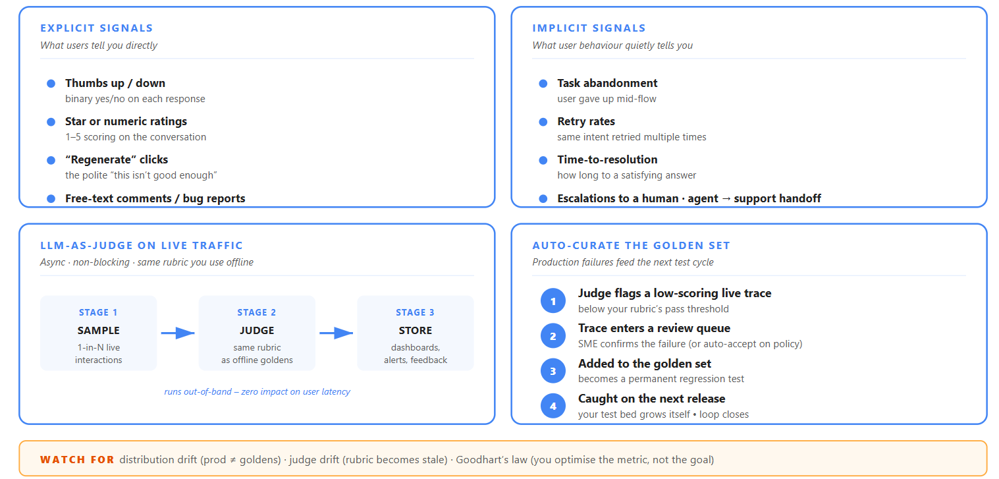 EXPLICIT SIGNALS
What users tell you directly
Thumbs up / down
binary yes/no on each response
Star or numeric ratings
1–5 scoring on the conversation
“Regenerate” clicks
the polite “this isn’t good enough”
Free-text comments / bug reports
IMPLICIT SIGNALS
What user behaviour quietly tells you
Task abandonment
user gave up mid-flow
Retry rates
same intent retried multiple times
Time-to-resolution
how long to a satisfying answer
Escalations to a human · agent → support handoff
LLM-AS-JUDGE ON LIVE TRAFFIC
Async · non-blocking · same rubric you use offline
STAGE 1
SAMPLE
1-in-N live
interactions
STAGE 2
JUDGE
same rubric
as offline goldens
STAGE 3
STORE
dashboards,
alerts, feedback
runs out-of-band – zero impact on user latency
AUTO-CURATE THE GOLDEN SET
Production failures feed the next test cycle
1
Judge flags a low-scoring live trace
below your rubric’s pass threshold
2
Trace enters a review queue
SME confirms the failure (or auto-accept on policy)
3
Added to the golden set
becomes a permanent regression test
4
Caught on the next release
your test bed grows itself • loop closes
WATCH FOR distribution drift (prod ≠ goldens) · judge drift (rubric becomes stale) · Goodhart’s law (you optimise the metric, not the goal)